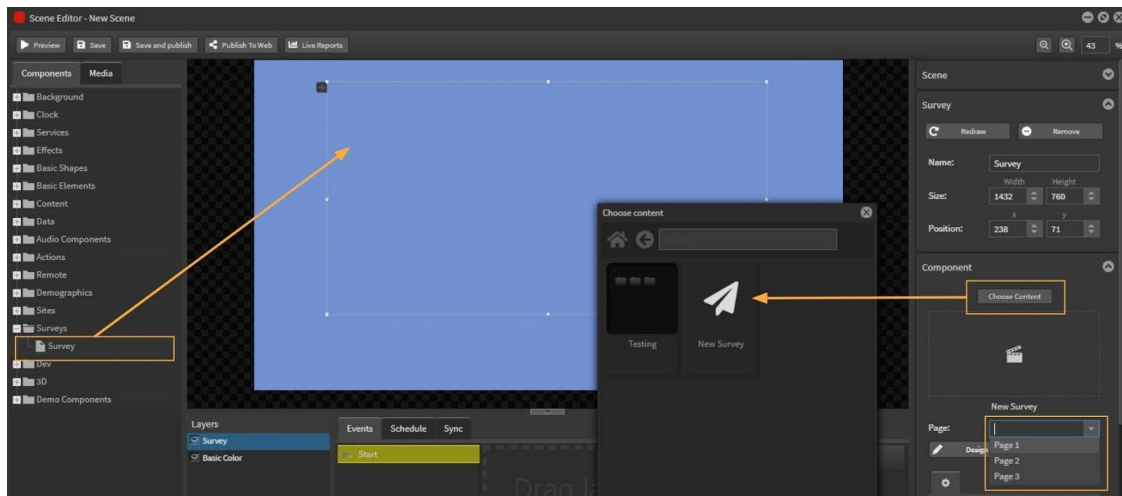 Scene Editor - New Scene
Preview Save Save and publish Publish To Web Live Reports 43 %
Components Media
Background
Clock
Services
Effects
Basic Shapes
Basic Elements
Content
Data
Audio Components
Actions
Remote
Demographics
Sites
Surveys
Survey
Dev
3D
Demo Components
Layers
Survey
Basic Color
Events Schedule Sync
Start
Drag la
Choose content
Testing New Survey
Scene
Survey
Redraw Remove
Name: Survey
Width Height
Size: 1432 760
x y
Position: 238 71
Component
Choose Content
New Survey
Page:
Page 1
Design
Page 2
Page 3